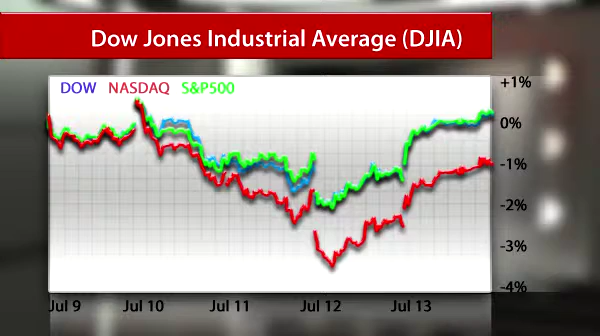 Dow Jones Industrial Average (DJIA)
DOW NASDAQ S&P500
+1%
0%
-1%
-2%
-3%
-4%
Jul 9 Jul 10 Jul 11 Jul 12 Jul 13